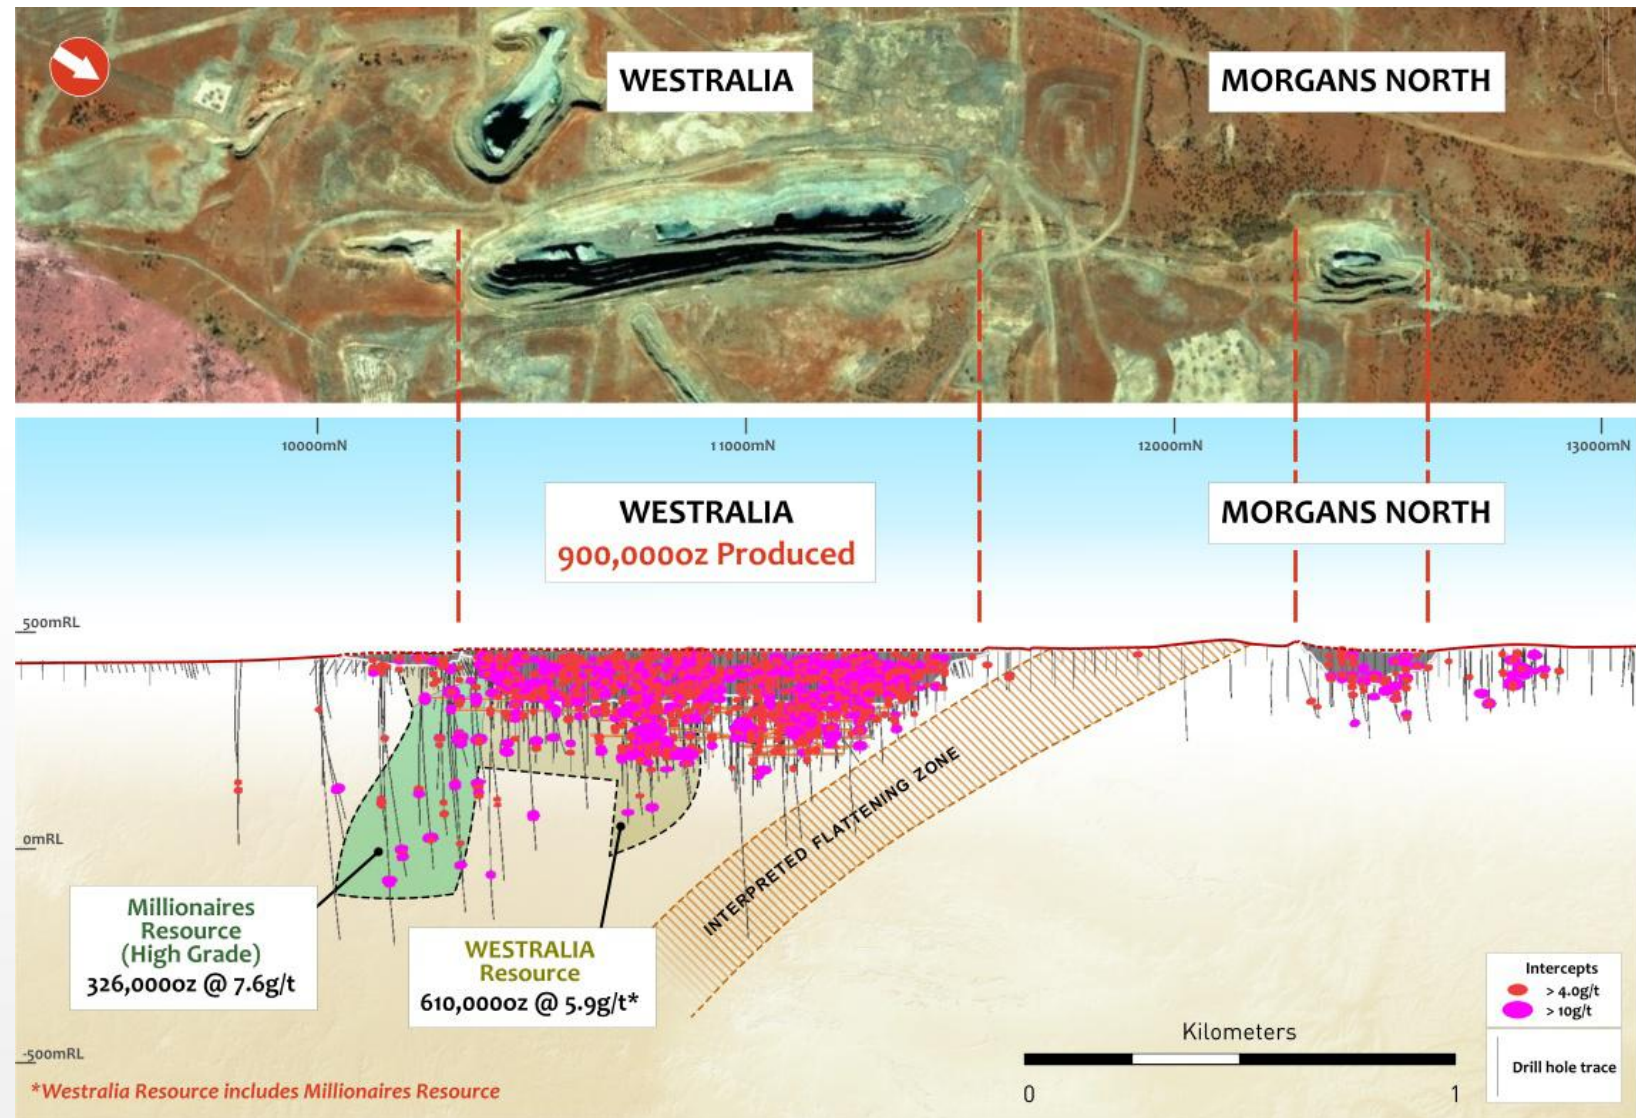 WESTRALIA
MORGANS NORTH
10000mN
11000mN
12000mN
13000mN
WESTRALIA
900,000oz Produced
MORGANS NORTH
500mRL
0mRL
INTERPRETED FLATTENING ZONE
Millionaires
Resource
(High Grade)
326,000oz @ 7.6g/t
WESTRALIA
Resource
610,000oz @ 5.9g/t*
Intercepts
> 4.0g/t
> 10g/t
Drill hole trace
Kilometers
0
1
-500mRL
*Westralia Resource includes Millionaires Resource